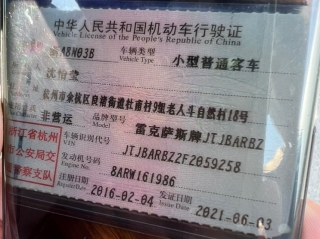 中华人民共和国机动车行驶证
Vehicle License of the People's Republic of China
8N03B 车辆类型 小型普通客车
Vehicle Type
沈怡莹
杭州市余杭区良渚街道杜甫村9组老人车自然村18号
非营运 品牌型号 雷克萨斯牌JTJBARBZ
浙江省杭州 车辆识别代号 JTJBARBZ2F2059258
VIN
市公安局交 发动机号码 8ARW161986
Engine No.
警察支队 注册日期 2016-02-04 发证日期 2021-06-03
Register Date Issue Date